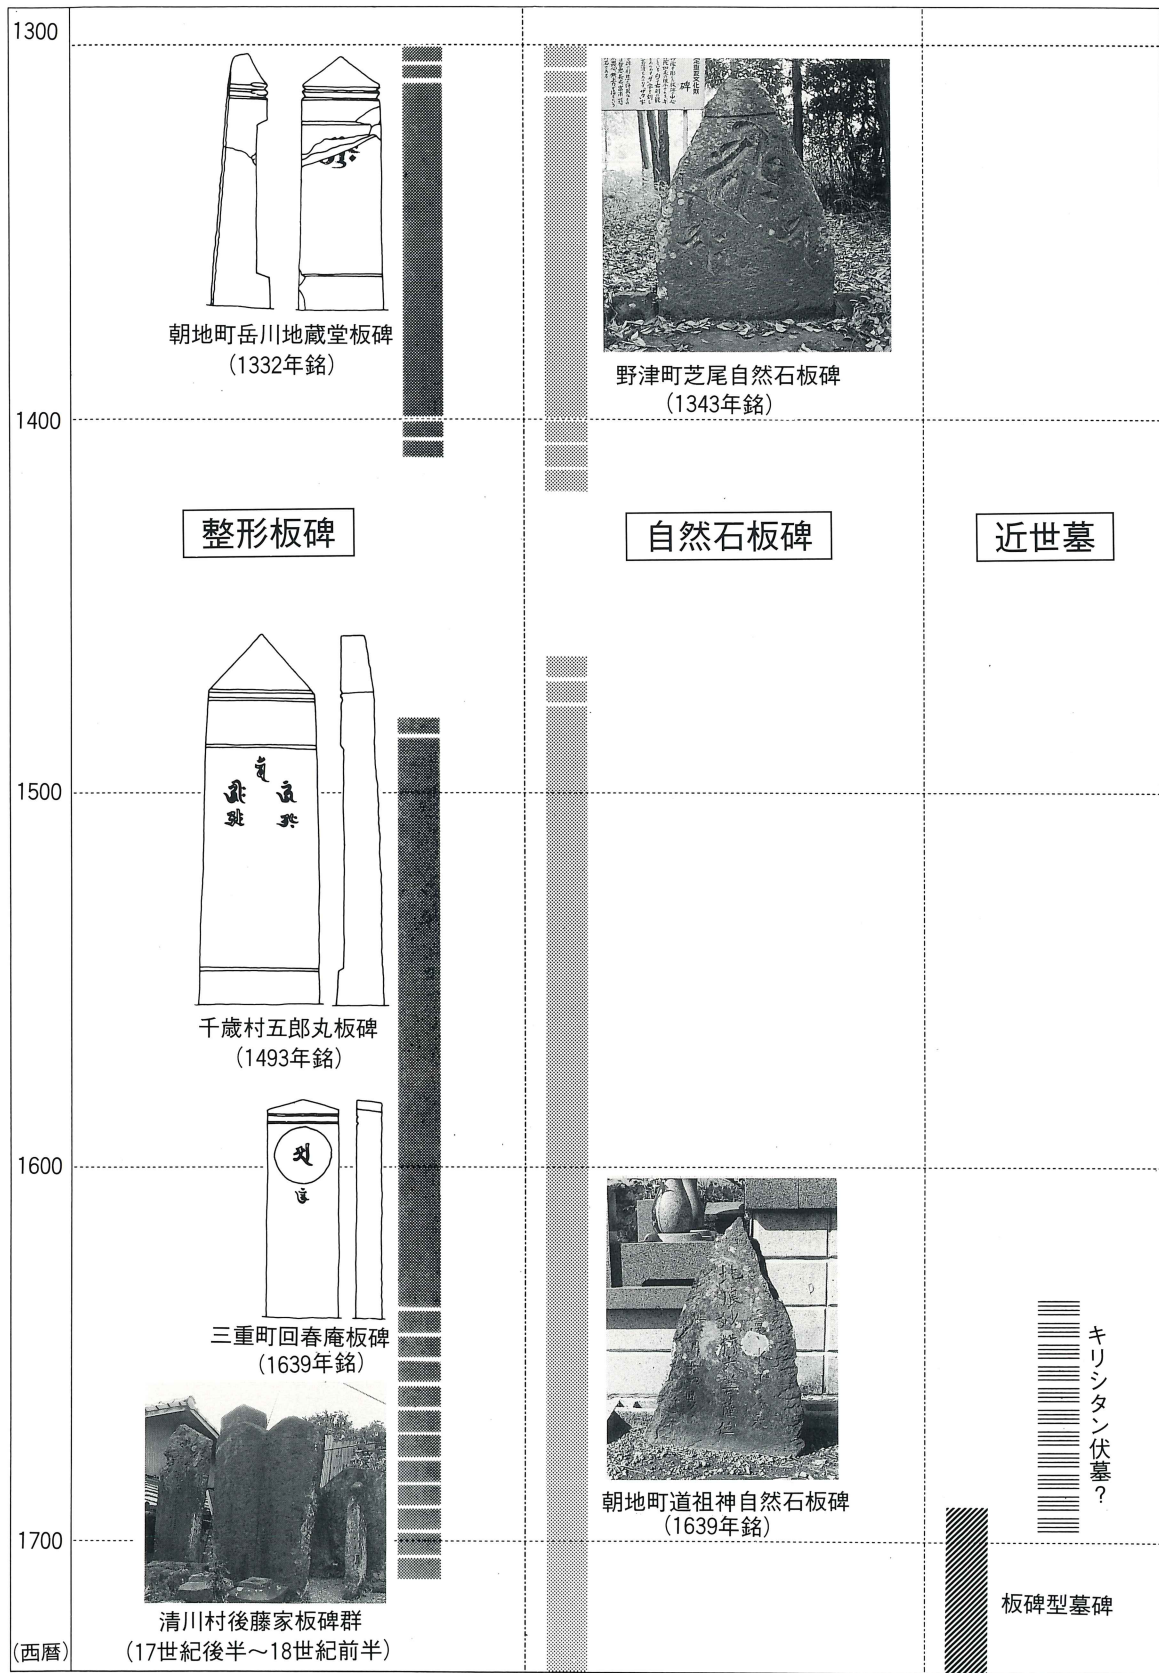 1300
朝地町岳川地蔵堂板碑
(1332年銘)
碑
野津町芝尾自然石板碑
(1343年銘)
1400
整形板碑
自然石板碑
近世墓
1500
千歳村五郎丸板碑
(1493年銘)
1600
三重町回春庵板碑
(1639年銘)
朝地町道祖神自然石板碑
(1639年銘)
キリシタン伏墓?
1700
清川村後藤家板碑群
(17世紀後半〜18世紀前半)
板碑型墓碑
(西暦)